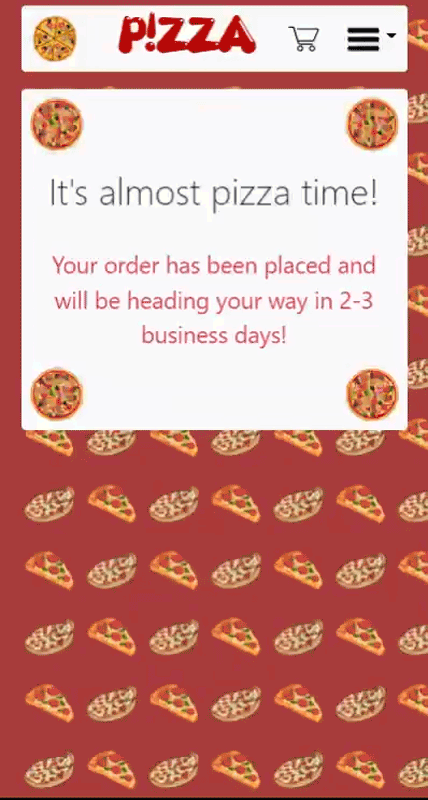 P!ZZA
It's almost pizza time!
Your order has been placed and
will be heading your way in 2-3
business days!